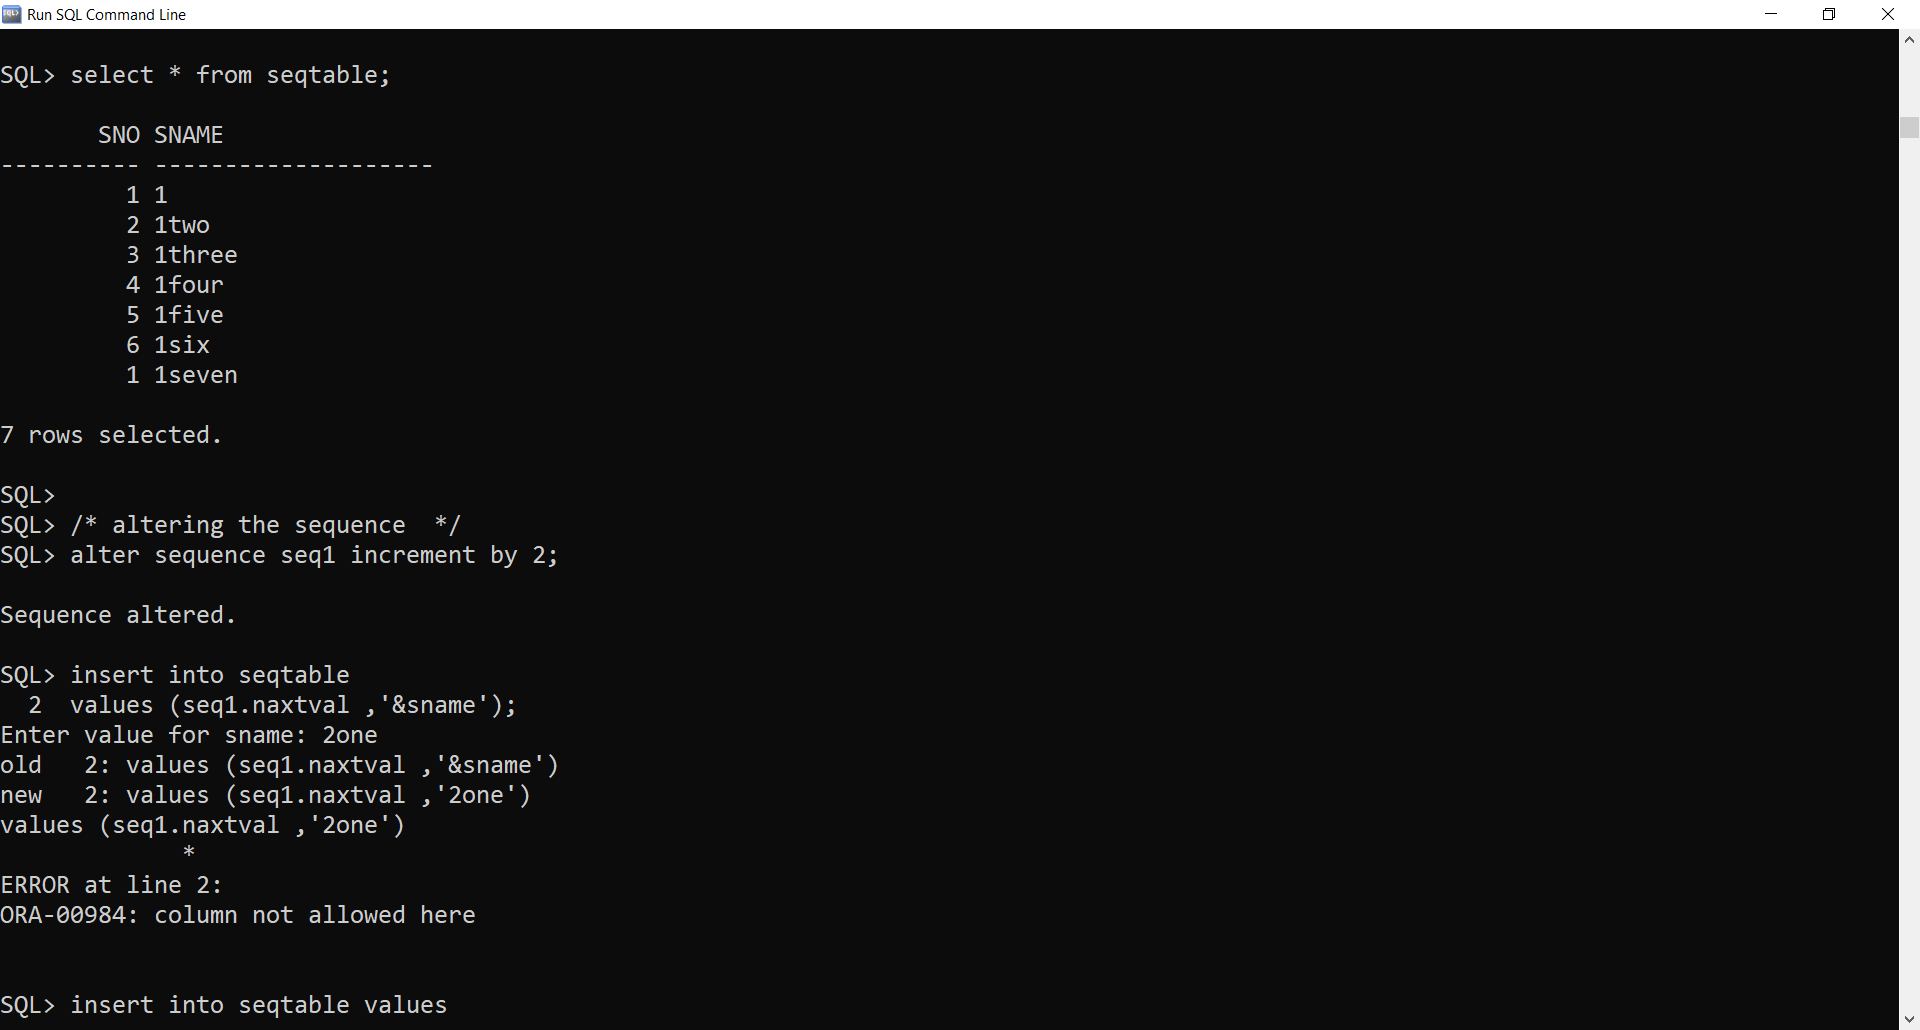 Run SQL Command Line
SQL> select * from seqtable;
       SNO SNAME
---------- --------------------
         1 1
         2 1two
         3 1three
         4 1four
         5 1five
         6 1six
         1 1seven
7 rows selected.
SQL>
SQL> /* altering the sequence  */
SQL> alter sequence seq1 increment by 2;
Sequence altered.
SQL> insert into seqtable
  2  values (seq1.naxtval ,'&sname');
Enter value for sname: 2one
old   2: values (seq1.naxtval ,'&sname')
new   2: values (seq1.naxtval ,'2one')
values (seq1.naxtval ,'2one')
             *
ERROR at line 2:
ORA-00984: column not allowed here
SQL> insert into seqtable values